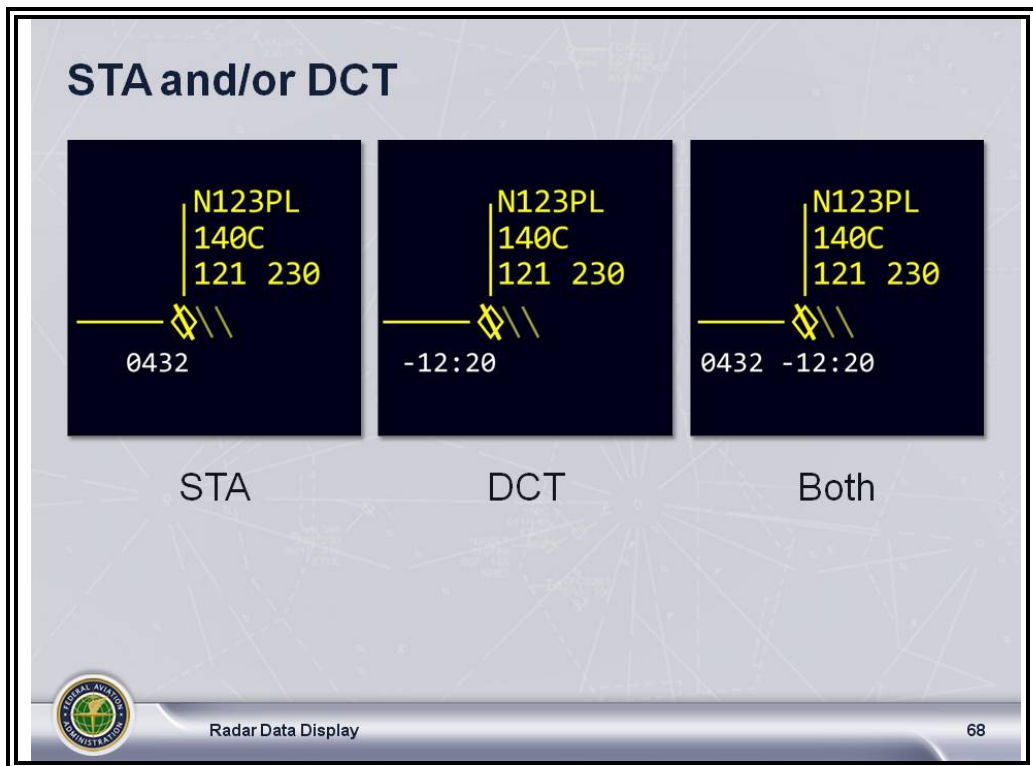 STA and/or DCT
N123PL
140C
121 230
0432
N123PL
140C
121 230
-12:20
N123PL
140C
121 230
0432 -12:20
STA
DCT
Both
FEDERAL AVIATION
ADMINISTRATION
Radar Data Display
68